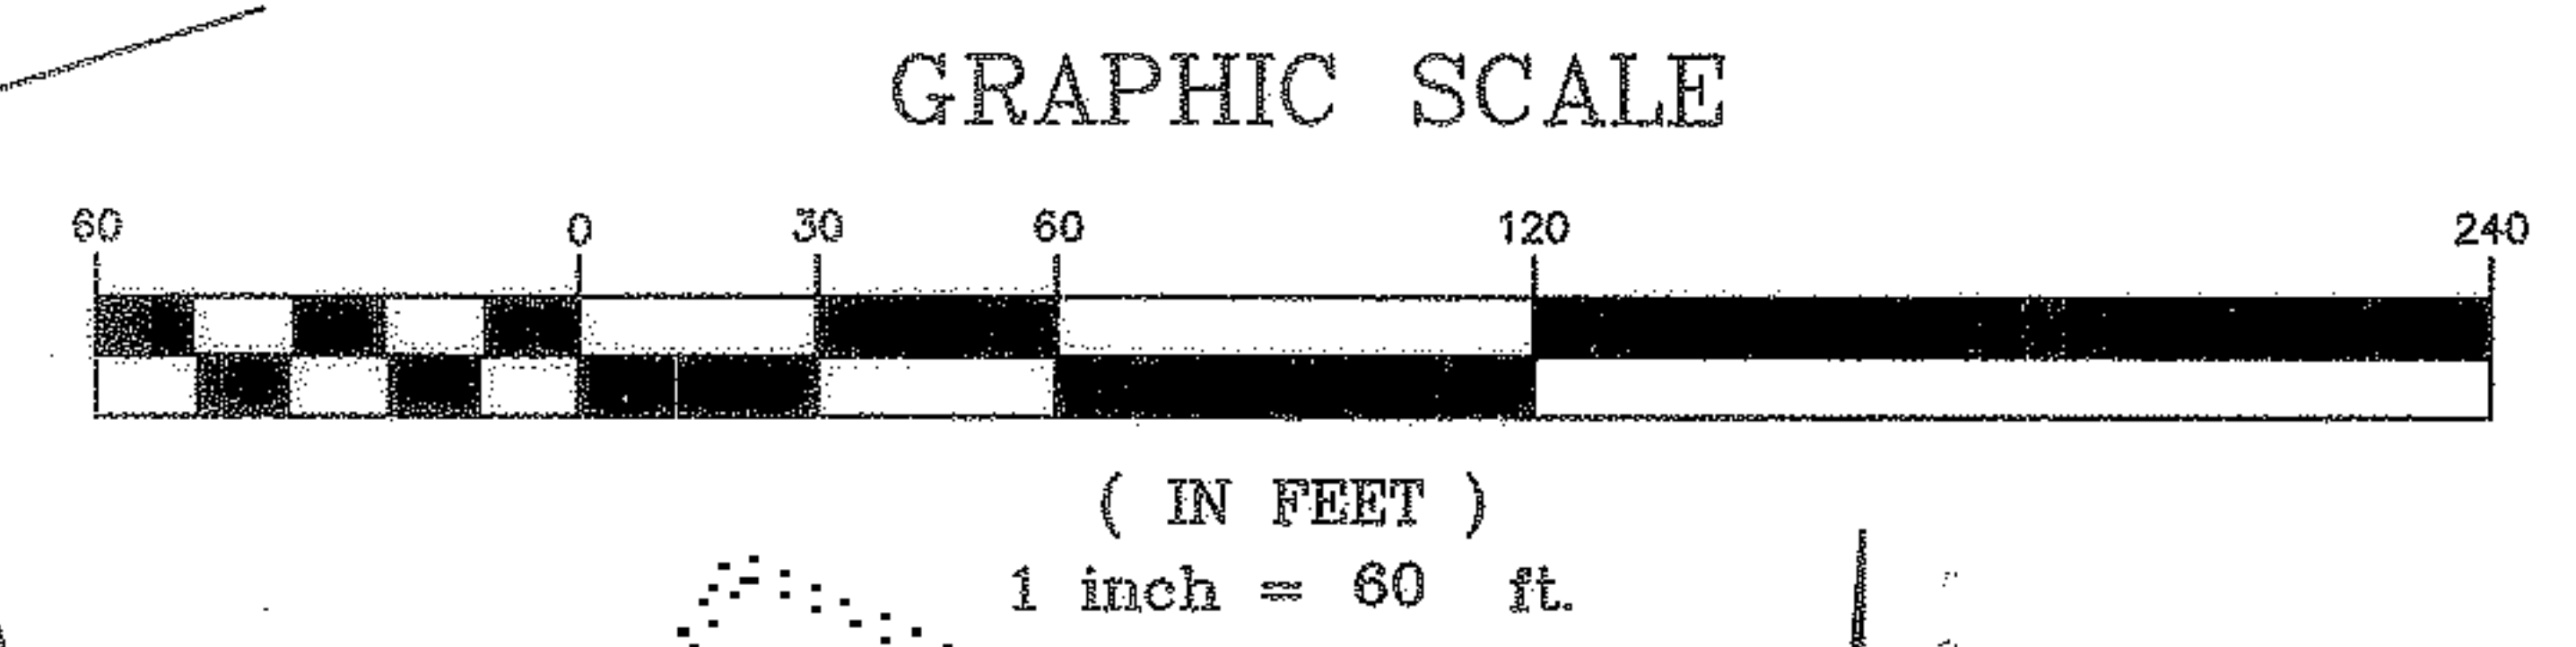 GRAPHIC SCALE
60 0 30 60 120 240
( IN FEET )
1 inch = 60 ft.